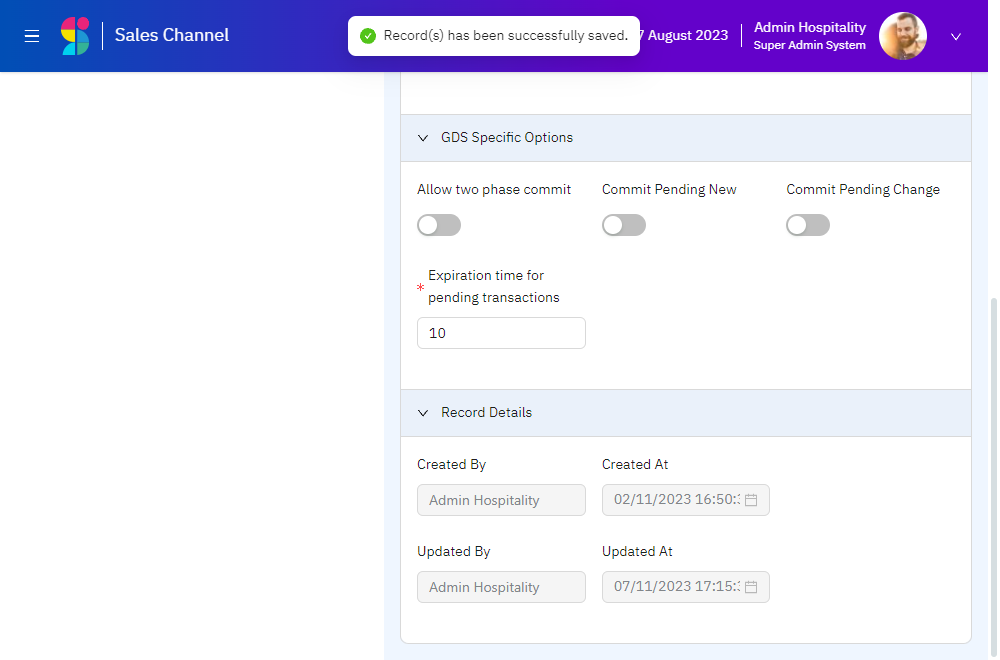 Sales Channel
Record(s) has been successfully saved.
August 2023
Admin Hospitality
Super Admin System
GDS Specific Options
Allow two phase commit
Commit Pending New
Commit Pending Change
* Expiration time for
pending transactions
10
Record Details
Created By
Created At
Admin Hospitality
02/11/2023 16:50:
Updated By
Updated At
Admin Hospitality
07/11/2023 17:15: